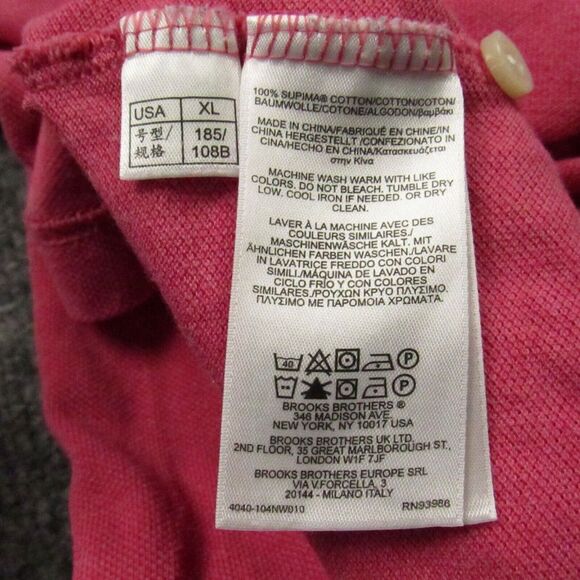 USA XL
号型/ 185/
规格 108B
100% SUPIMA® COTTON/COTON/COTON/
BAUMWOLLE/COTONE/ALGODON/βαμβάκι
MADE IN CHINA/FABRIQUÉ EN CHINE/IN
CHINA HERGESTELLT /CONFEZIONATO IN
CINA/HECHO EN CHINA/Κατασκευάζεται
στην Κίνα
MACHINE WASH WARM WITH LIKE
COLORS. DO NOT BLEACH. TUMBLE DRY
LOW. COOL IRON IF NEEDED. OR DRY
CLEAN.
LAVER À LA MACHINE AVEC DES
COULEURS SIMILAIRES./
MASCHINENWÄSCHE KALT. MIT
ÄHNLICHEN FARBEN WASCHEN./LAVARE
IN LAVATRICE FREDDO CON COLORI
SIMILI./MÁQUINA DE LAVADO EN
CICLO FRIO CON COLORES
SIMILARES./ΡΟΥΧΩΝ ΚΡΥΟ ΠΛΥΣΙΜΟ.
ΠΛΥΣΙΜΟ ΜΕ ΠΑΡΟΜΟΙΑ ΧΡΩΜΑΤΑ.
40 P
P
BROOKS BROTHERS ®
346 MADISON AVE.
NEW YORK, NY 10017 USA
BROOKS BROTHERS UK LTD.
2ND FLOOR, 35 GREAT MARLBOROUGH ST.,
LONDON W1F 7JF
BROOKS BROTHERS EUROPE SRL
VIA V.FORCELLA, 3
20144 - MILANO ITALY
4040-104NW010 RN93986